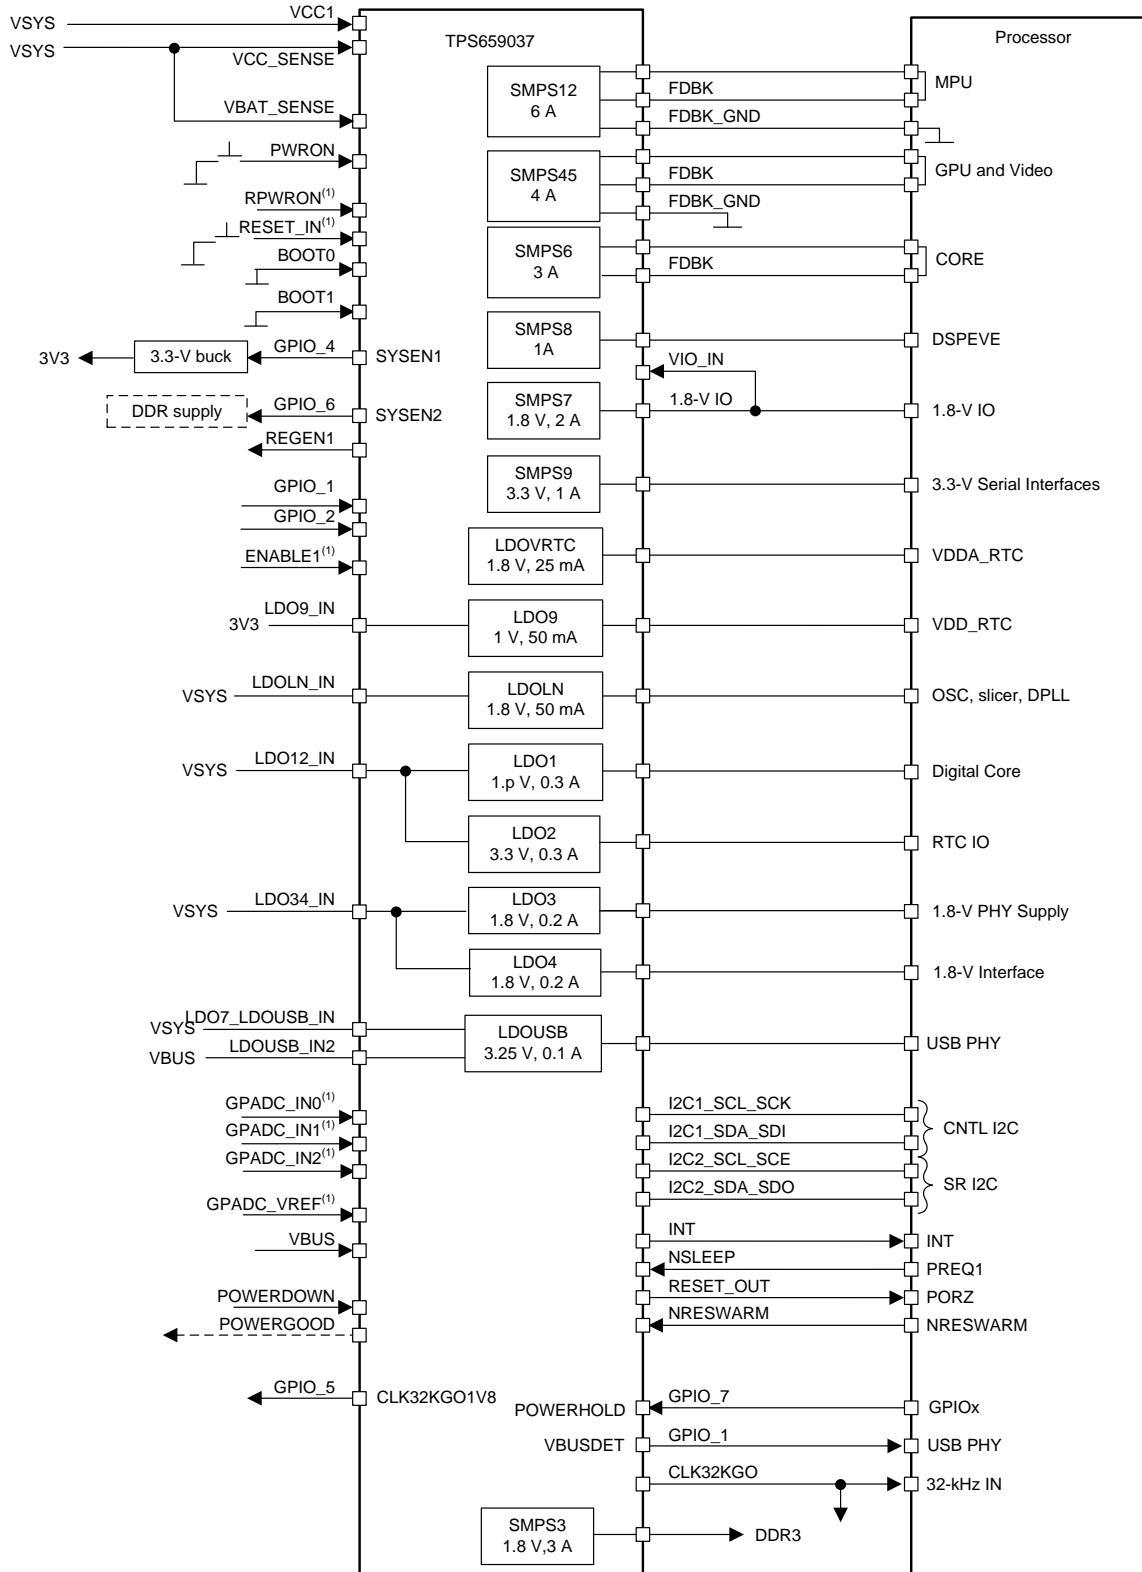 VSYS
VCC1
VSYS
VCC_SENSE
VBAT_SENSE
PWRON
RPWRON(1)
RESET_IN(1)
BOOT0
BOOT1
3V3
3.3-V buck
GPIO_4
SYSEN1
DDR supply
GPIO_6
SYSEN2
REGEN1
GPIO_1
GPIO_2
ENABLE1(1)
LDO9_IN
3V3
LDOLN_IN
VSYS
LDO12_IN
VSYS
LDO34_IN
VSYS
LDO7_LDOUSB_IN
VSYS
LDOUSB_IN2
VBUS
GPADC_IN0(1)
GPADC_IN1(1)
GPADC_IN2(1)
GPADC_VREF(1)
VBUS
POWERDOWN
POWERGOOD
GPIO_5
CLK32KGO1V8
TPS659037
SMPS12
6 A
SMPS45
4 A
SMPS6
3 A
SMPS8
1A
SMPS7
1.8 V, 2 A
SMPS9
3.3 V, 1 A
LDOVRTC
1.8 V, 25 mA
LDO9
1 V, 50 mA
LDOLN
1.8 V, 50 mA
LDO1
1.p V, 0.3 A
LDO2
3.3 V, 0.3 A
LDO3
1.8 V, 0.2 A
LDO4
1.8 V, 0.2 A
LDOUSB
3.25 V, 0.1 A
POWERHOLD
VBUSDET
SMPS3
1.8 V,3 A
FDBK
FDBK_GND
FDBK
FDBK_GND
FDBK
VIO_IN
1.8-V IO
I2C1_SCL_SCK
I2C1_SDA_SDI
I2C2_SCL_SCE
I2C2_SDA_SDO
INT
NSLEEP
RESET_OUT
NRESWARM
GPIO_7
GPIO_1
CLK32KGO
DDR3
Processor
MPU
GPU and Video
CORE
DSPEVE
1.8-V IO
3.3-V Serial Interfaces
VDDA_RTC
VDD_RTC
OSC, slicer, DPLL
Digital Core
RTC IO
1.8-V PHY Supply
1.8-V Interface
USB PHY
CNTL I2C
SR I2C
INT
PREQ1
PORZ
NRESWARM
GPIOx
USB PHY
32-kHz IN